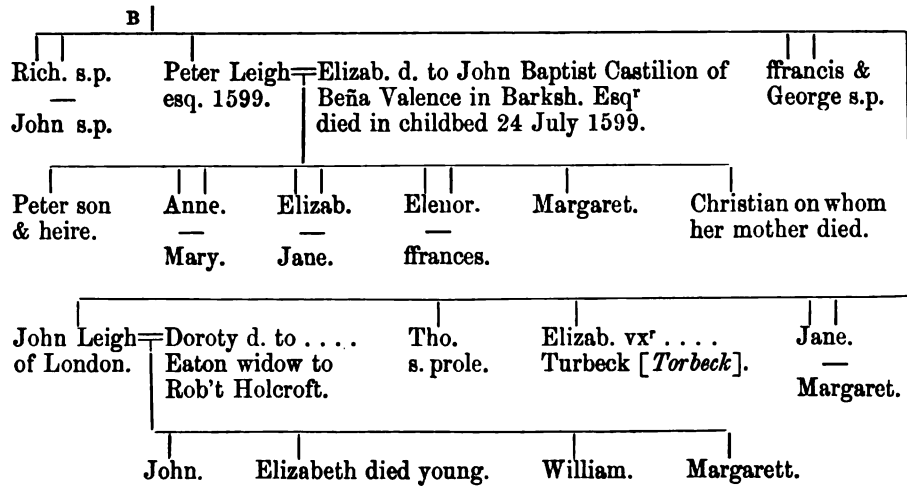 B
Rich. s.p.
—
John s.p.
Peter Leigh
esq. 1599.
Elizab. d. to John Baptist Castilion of
Beña Valence in Barksh. Esqʳ
died in childbed 24 July 1599.
ffrancis &
George s.p.
Peter son
& heire.
Anne.
—
Mary.
Elizab.
—
Jane.
Elenor.
—
ffrances.
Margaret.
Christian on whom
her mother died.
John Leigh
of London.
Doroty d. to . . . .
Eaton widow to
Rob't Holcroft.
Tho.
s. prole.
Elizab. vxʳ . . . .
Turbeck [Torbeck].
Jane.
—
Margaret.
John.
Elizabeth died young.
William.
Margarett.